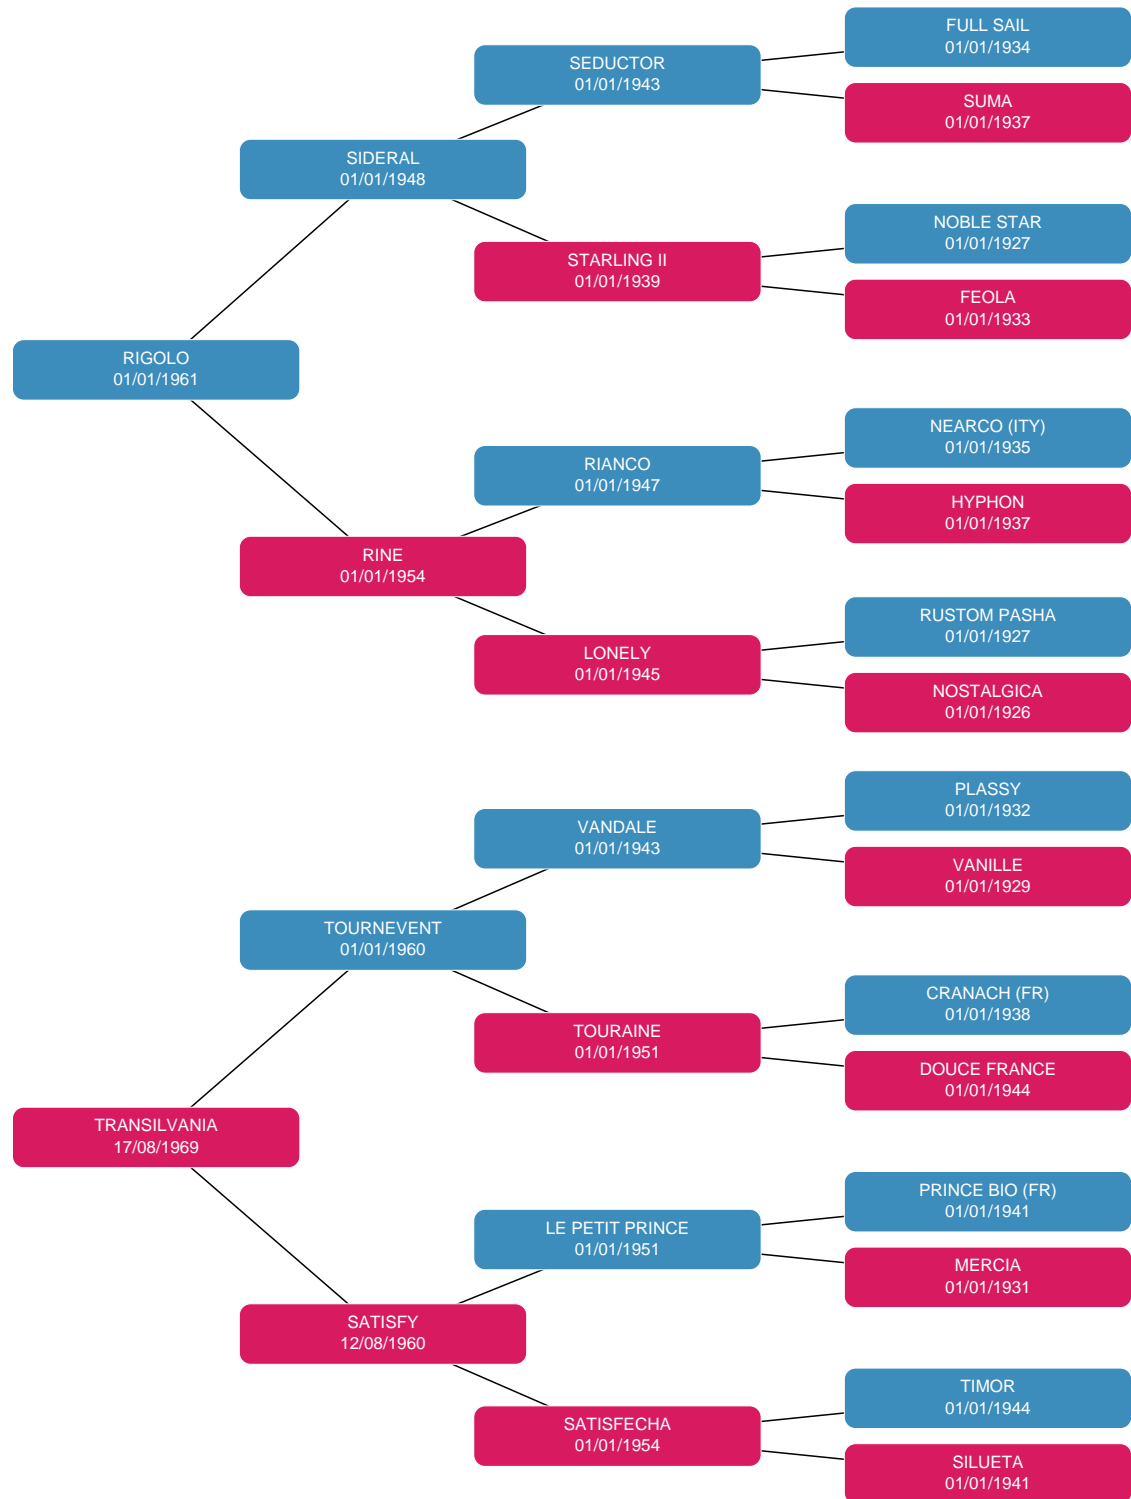 FULL SAIL
01/01/1934
SEDUCTOR
01/01/1943
SUMA
01/01/1937
SIDERAL
01/01/1948
NOBLE STAR
01/01/1927
STARLING II
01/01/1939
FEOLA
01/01/1933
RIGOLO
01/01/1961
NEARCO (ITY)
01/01/1935
RIANCO
01/01/1947
HYPHON
01/01/1937
RINE
01/01/1954
RUSTOM PASHA
01/01/1927
LONELY
01/01/1945
NOSTALGICA
01/01/1926
PLASSY
01/01/1932
VANDALE
01/01/1943
VANILLE
01/01/1929
TOURNEVENT
01/01/1960
CRANACH (FR)
01/01/1938
TOURAINE
01/01/1951
DOUCE FRANCE
01/01/1944
TRANSILVANIA
17/08/1969
PRINCE BIO (FR)
01/01/1941
LE PETIT PRINCE
01/01/1951
MERCIA
01/01/1931
SATISFY
12/08/1960
TIMOR
01/01/1944
SATISFECHA
01/01/1954
SILUETA
01/01/1941